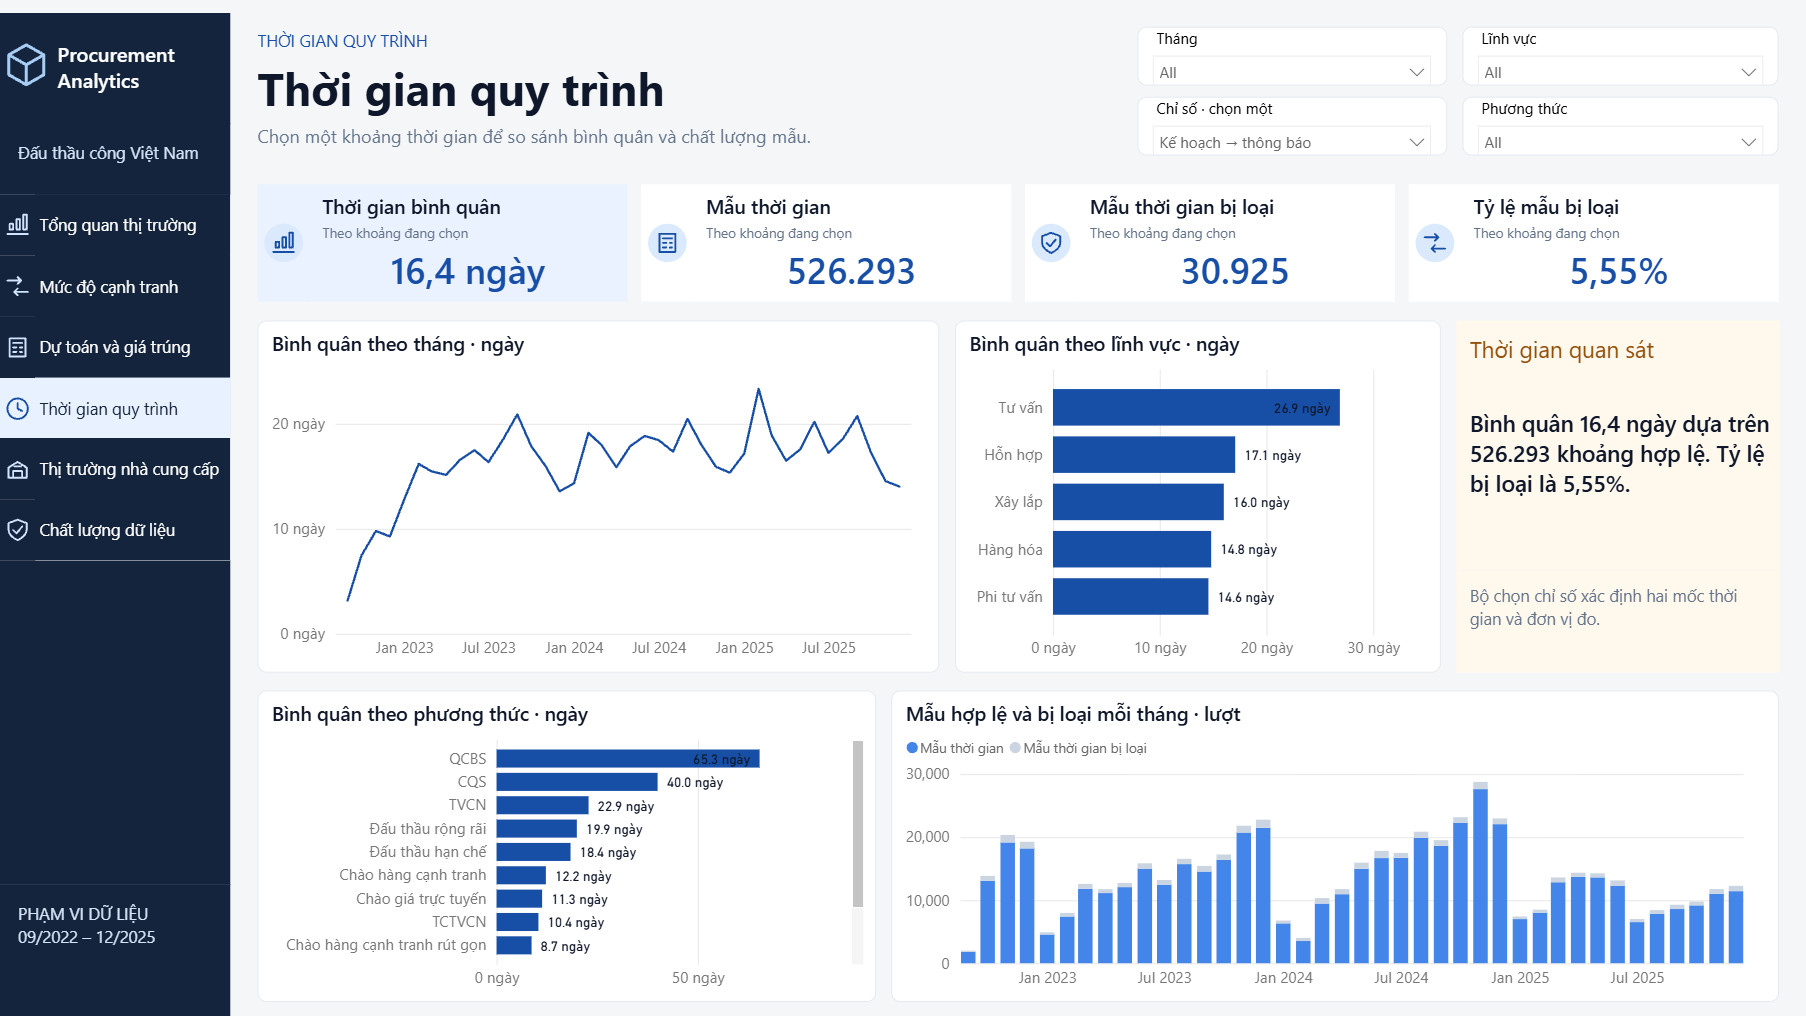 Procurement
Analytics
Đấu thầu công Việt Nam
Tổng quan thị trường
Mức độ cạnh tranh
Dự toán và giá trúng
Thời gian quy trình
Thị trường nhà cung cấp
Chất lượng dữ liệu
PHẠM VI DỮ LIỆU
09/2022 – 12/2025
THỜI GIAN QUY TRÌNH
Thời gian quy trình
Chọn một khoảng thời gian để so sánh bình quân và chất lượng mẫu.
Tháng
All
Lĩnh vực
All
Chỉ số · chọn một
Kế hoạch → thông báo
Phương thức
All
Thời gian bình quân
Theo khoảng đang chọn
16,4 ngày
Mẫu thời gian
Theo khoảng đang chọn
526.293
Mẫu thời gian bị loại
Theo khoảng đang chọn
30.925
Tỷ lệ mẫu bị loại
Theo khoảng đang chọn
5,55%
Bình quân theo tháng · ngày
20 ngày
10 ngày
0 ngày
Jan 2023 Jul 2023 Jan 2024 Jul 2024 Jan 2025 Jul 2025
Bình quân theo lĩnh vực · ngày
Tư vấn 26.9 ngày
Hỗn hợp 17.1 ngày
Xây lắp 16.0 ngày
Hàng hóa 14.8 ngày
Phi tư vấn 14.6 ngày
0 ngày 10 ngày 20 ngày 30 ngày
Thời gian quan sát
Bình quân 16,4 ngày dựa trên
526.293 khoảng hợp lệ. Tỷ lệ
bị loại là 5,55%.
Bộ chọn chỉ số xác định hai mốc thời
gian và đơn vị đo.
Bình quân theo phương thức · ngày
QCBS 65.3 ngày
CQS 40.0 ngày
TVCN 22.9 ngày
Đấu thầu rộng rãi 19.9 ngày
Đấu thầu hạn chế 18.4 ngày
Chào hàng cạnh tranh 12.2 ngày
Chào giá trực tuyến 11.3 ngày
TCTVCN 10.4 ngày
Chào hàng cạnh tranh rút gọn 8.7 ngày
0 ngày 50 ngày
Mẫu hợp lệ và bị loại mỗi tháng · lượt
Mẫu thời gian Mẫu thời gian bị loại
30,000
20,000
10,000
0
Jan 2023 Jul 2023 Jan 2024 Jul 2024 Jan 2025 Jul 2025